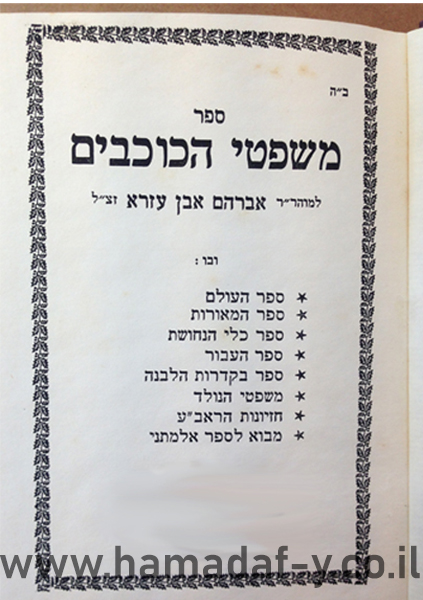 ב״ה
ספר
משפטי הכוכבים
למוהר״ר אברהם אבן עזרא זצ״ל
ובו :
★ ספר העולם
★ ספר המאורות
★ ספר כלי הנחושת
★ ספר העבור
★ ספר בקדרות הלבנה
★ משפטי הנולד
★ חזיונות הראב"ע
★ מבוא לספר אלמתני
www.hamadaf-y.co.il